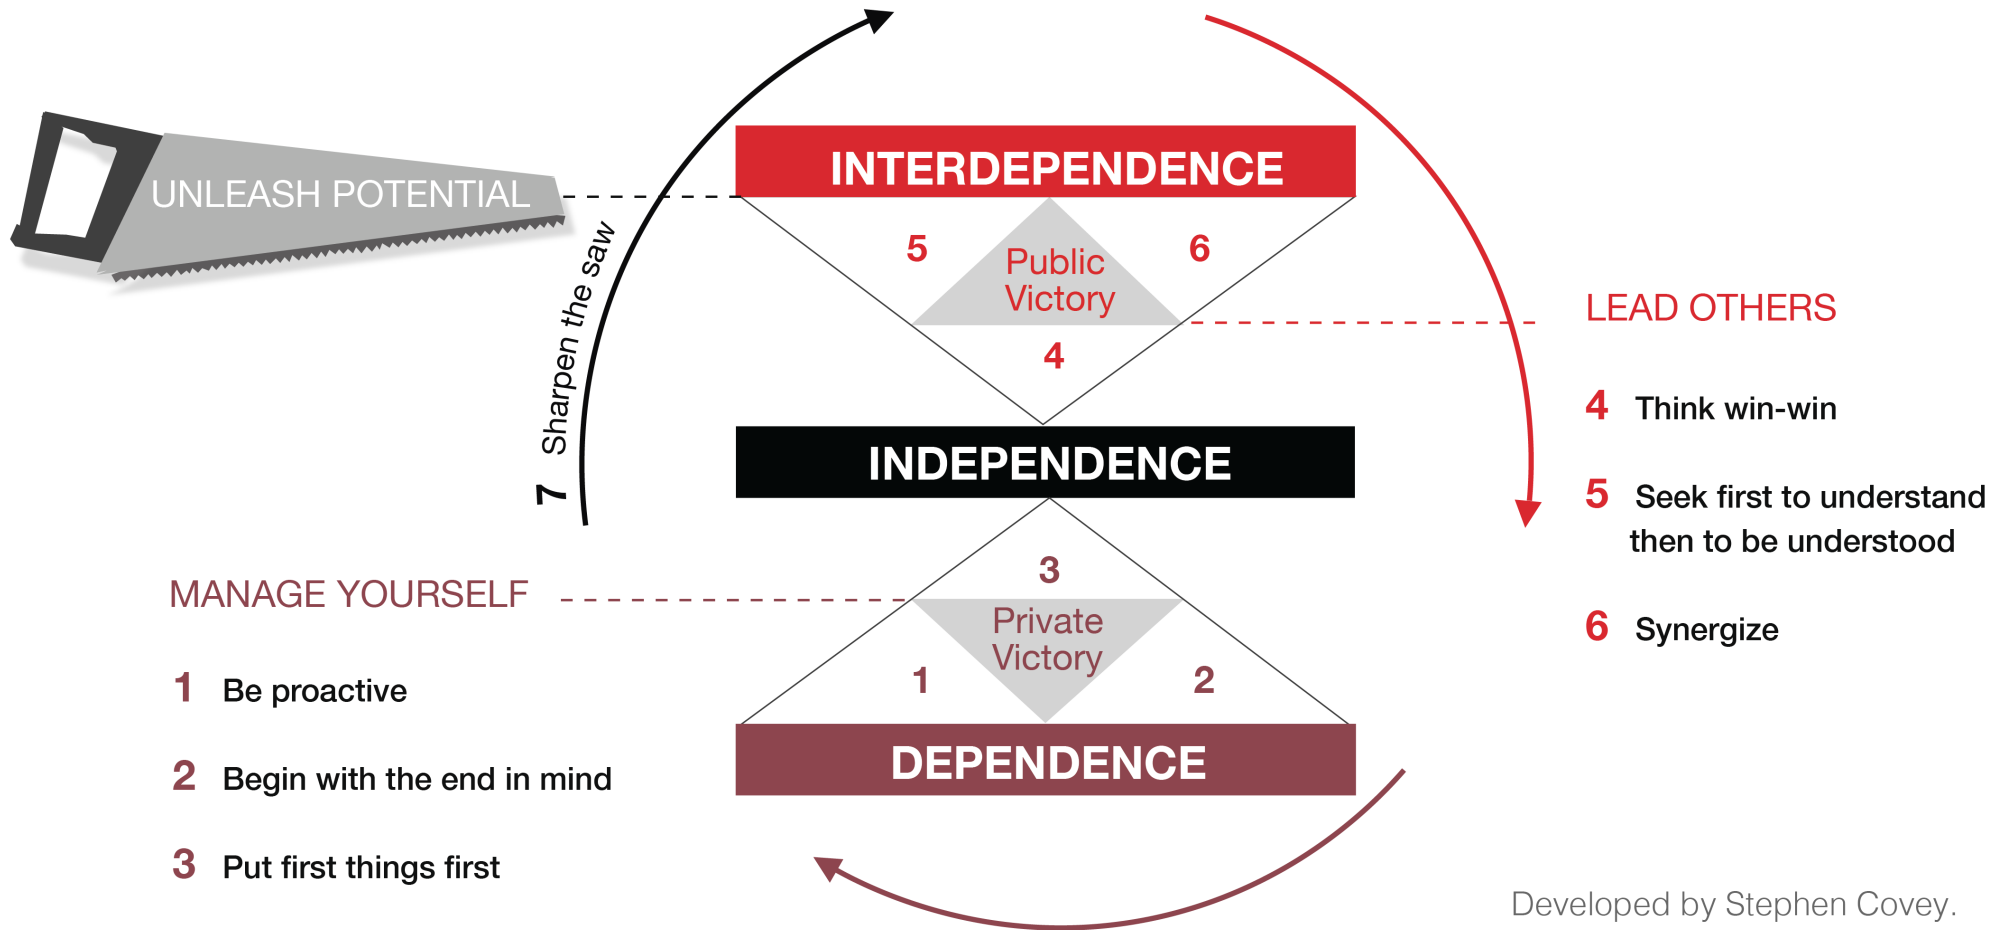 UNLEASH POTENTIAL
7 Sharpen the saw
INTERDEPENDENCE
5
Public
Victory
6
4
INDEPENDENCE
3
Private
Victory
1
2
DEPENDENCE
MANAGE YOURSELF
1 Be proactive
2 Begin with the end in mind
3 Put first things first
LEAD OTHERS
4 Think win-win
5 Seek first to understand
then to be understood
6 Synergize
Developed by Stephen Covey.